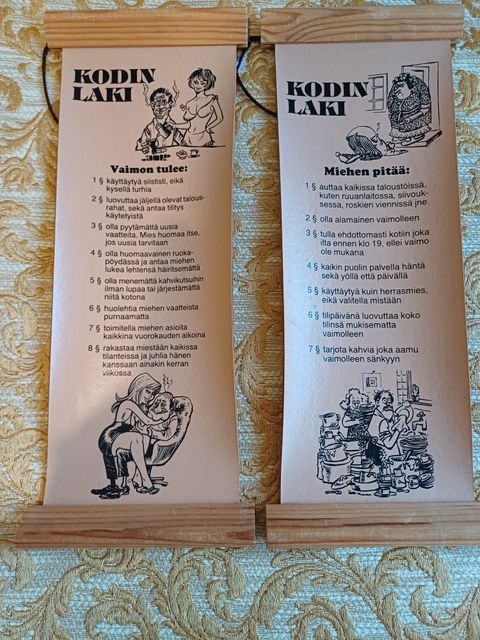 KODIN
LAKI
Vaimon tulee:
1 § käyttäytyä siististi, eikä
kysellä turhia
2 § luovuttaa jäljellä olevat talous-
rahat, sekä antaa tilitys
käytetyistä
3 § olla pyytämättä uusia
vaatteita. Mies huomaa itse,
jos uusia tarvitaan
4 § olla huomaavainen ruoka-
pöydässä ja antaa miehen
lukea lehtensä häiritsemättä
5 § olla menemättä kahvikutsuihin
ilman lupaa tai järjestämättä
niitä kotona
6 § huolehtia miehen vaatteista
purnaamatta
7 § toimitella miehen asioita
kaikkina vuorokauden aikoina
8 § rakastaa miestään kaikissa
tilanteissa ja juhlia hänen
kanssaan ainakin kerran
viikossa
KODIN
LAKI
Miehen pitää:
1 § auttaa kaikissa taloustöissä,
kuten ruuanlaitossa, siivouk-
sessa, roskien viennissä jne.
2 § olla alamainen vaimolleen
3 § tulla ehdottomasti kotiin joka
ilta ennen klo 19, ellei vaimo
ole mukana
4 § kaikin puolin palvella häntä
sekä yöllä että päivällä
5 § käyttäytyä kuin herrasmies,
eikä valitella mistään
6 § tilipäivänä luovuttaa koko
tilinsä mukisematta
vaimolleen
7 § tarjota kahvia joka aamu
vaimolleen sänkyyn